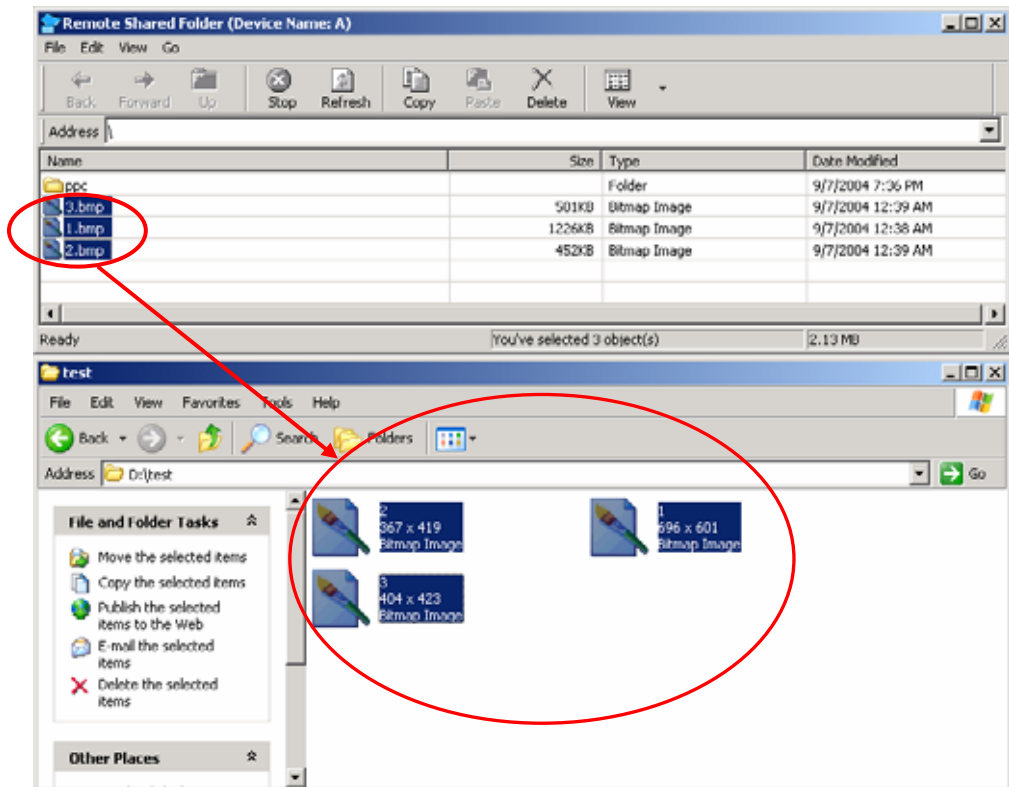 Remote Shared Folder (Device Name: A)
File Edit View Go
Back Forward Up Stop Refresh Copy Paste Delete View
Address \
Name Size Type Date Modified
ppc Folder 9/7/2004 7:36 PM
3.bmp 501KB Bitmap Image 9/7/2004 12:39 AM
1.bmp 1226KB Bitmap Image 9/7/2004 12:38 AM
2.bmp 452KB Bitmap Image 9/7/2004 12:39 AM
Ready You've selected 3 object(s) 2.13 MB
test
File Edit View Favorites Tools Help
Back Search Folders
Address D:\test Go
File and Folder Tasks
Move the selected items
Copy the selected items
Publish the selected
items to the Web
E-mail the selected
items
Delete the selected
items
Other Places
2
367 x 419
Bitmap Image
1
696 x 601
Bitmap Image
3
404 x 423
Bitmap Image